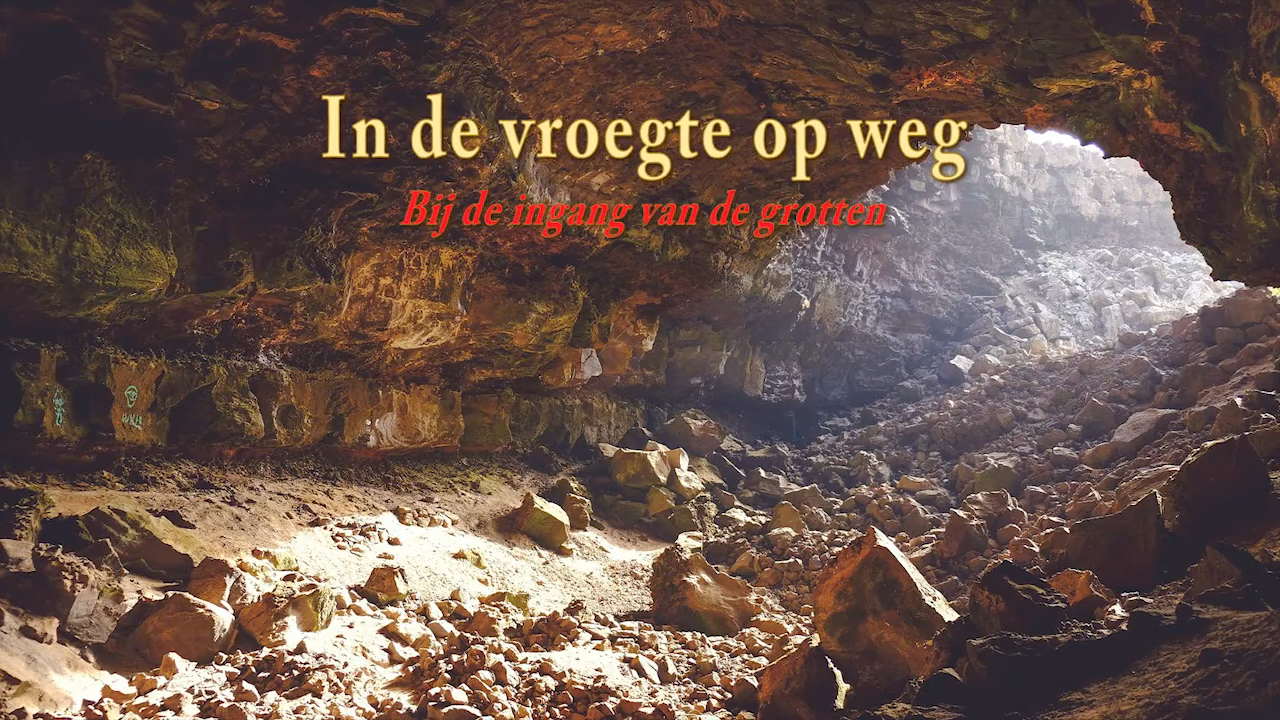 In de vroegte op weg
Bij de ingang van de grotten